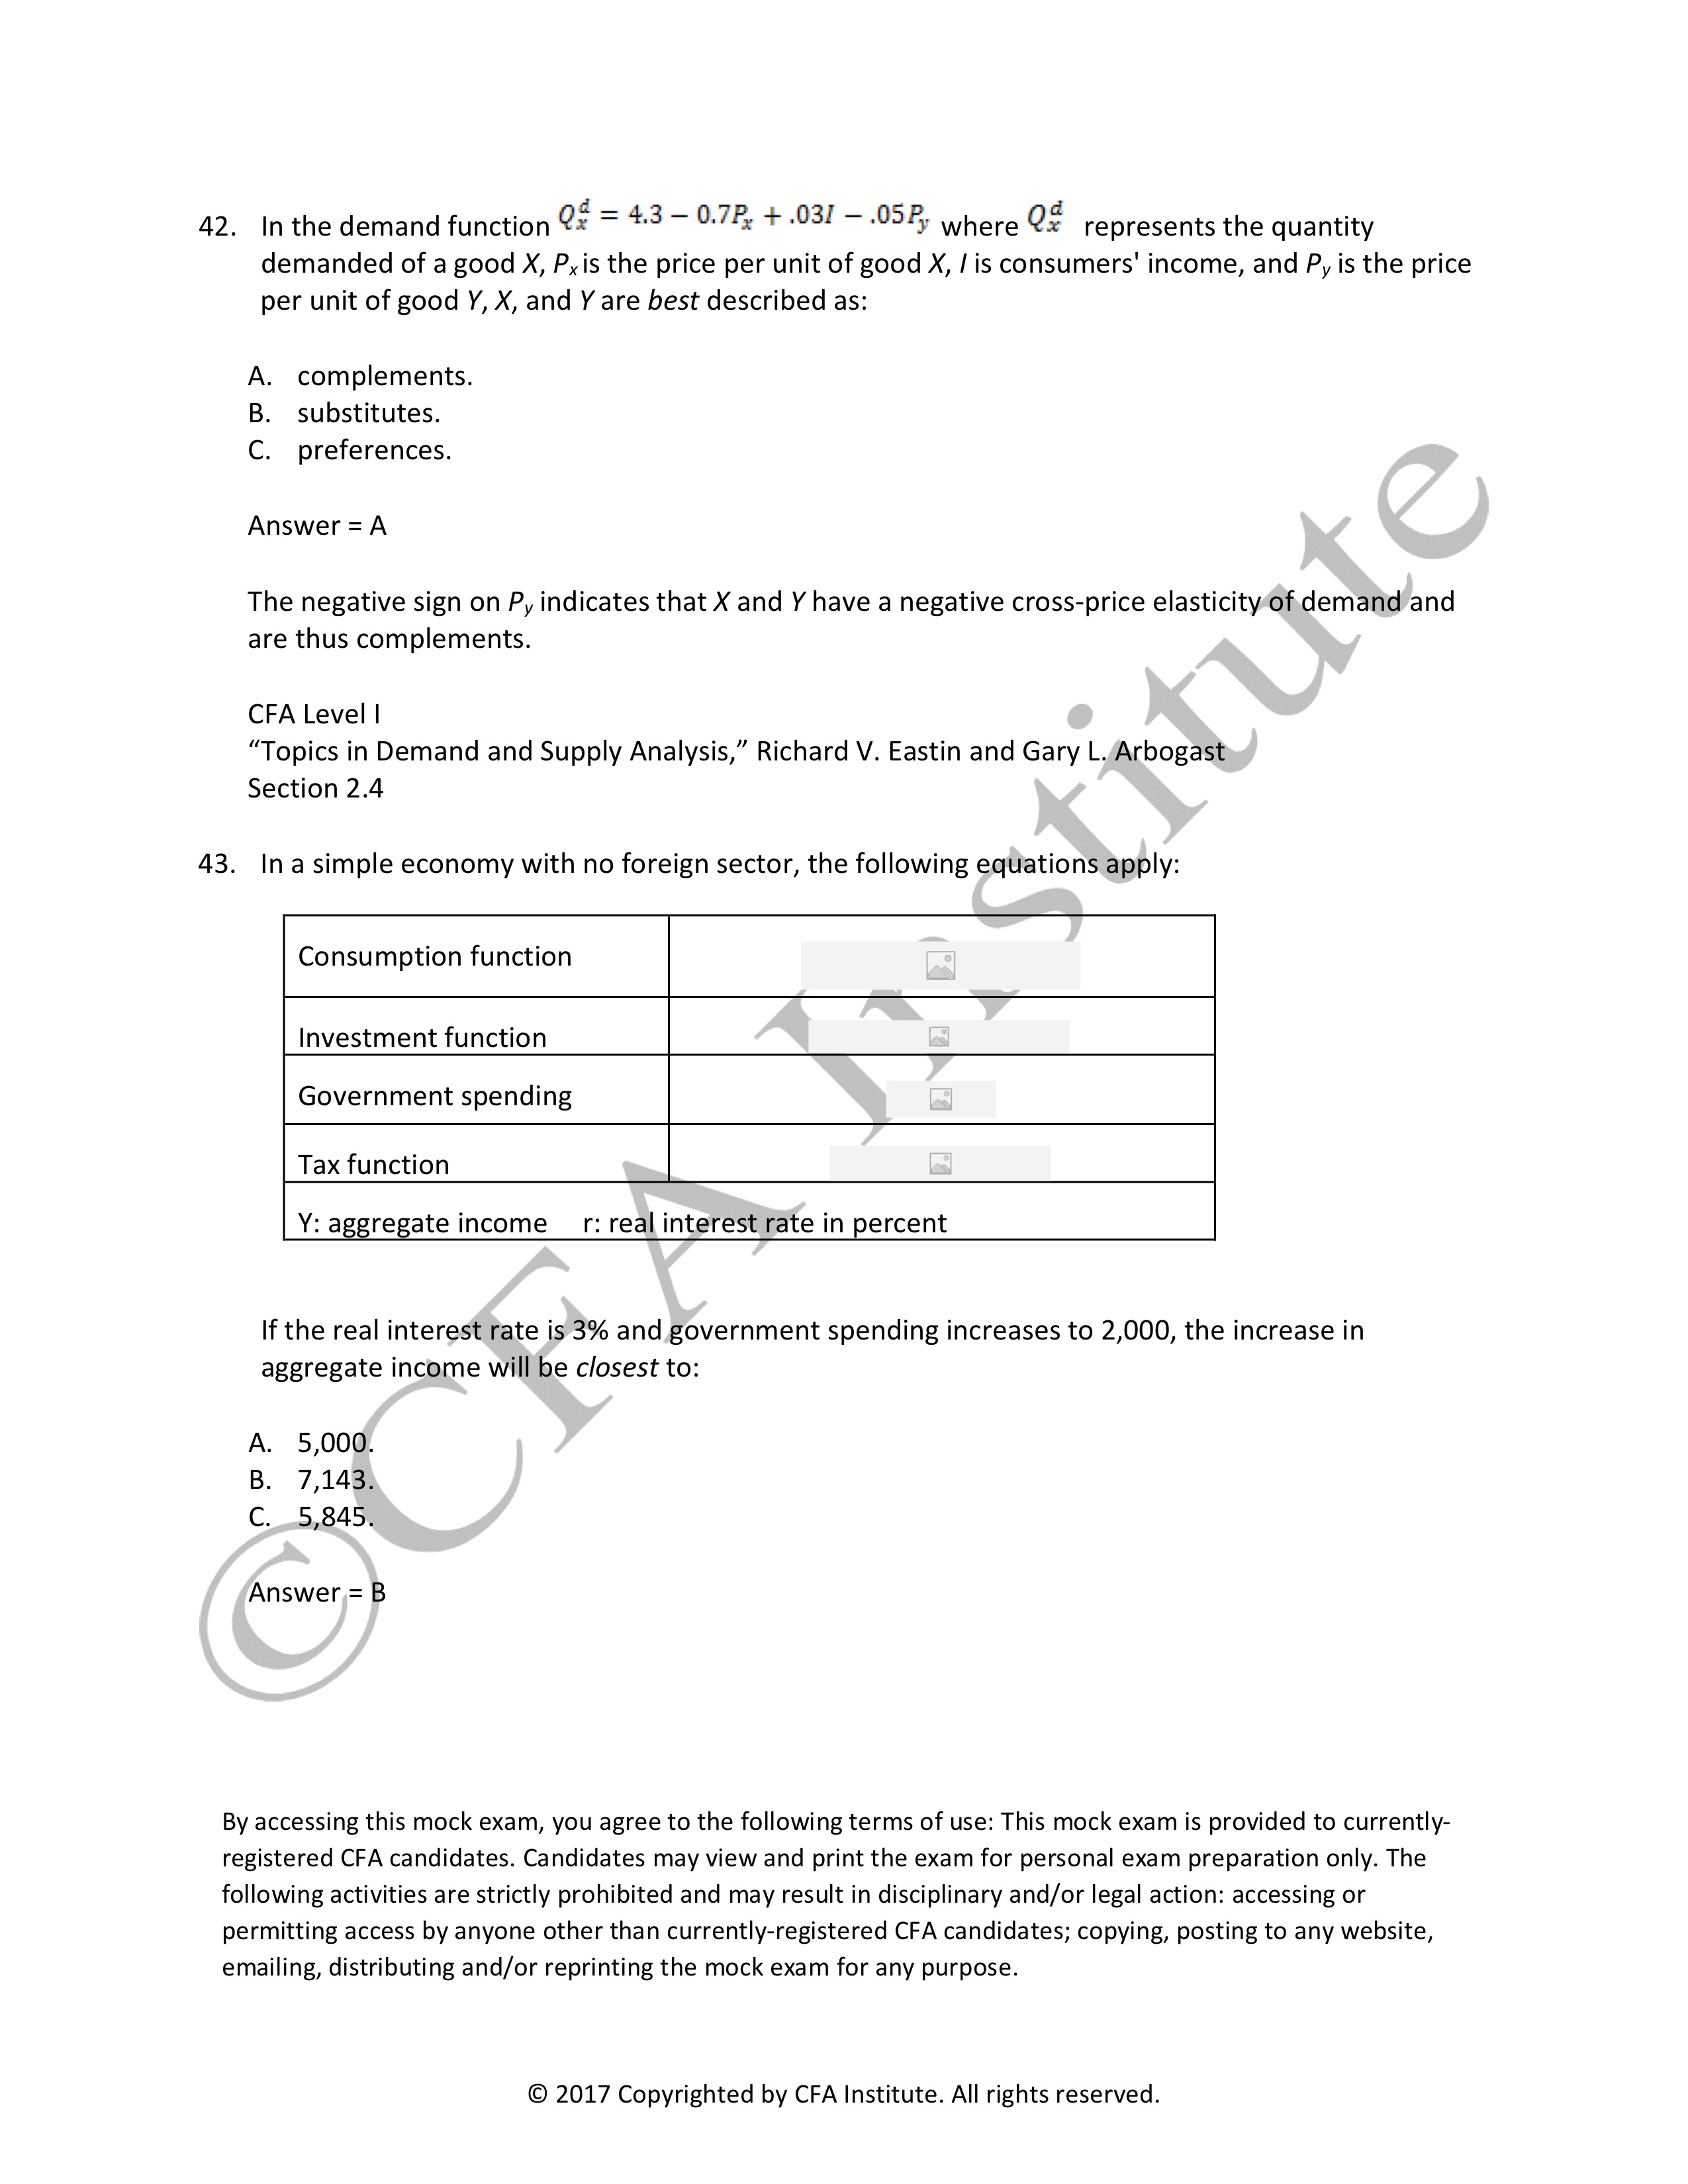 42. In the demand function Q_x^d = 4.3 − 0.7P_x + .03I − .05P_y where Q_x^d represents the quantity
demanded of a good X, P_x is the price per unit of good X, I is consumers' income, and P_y is the price
per unit of good Y, X, and Y are best described as:
A. complements.
B. substitutes.
C. preferences.
Answer = A
The negative sign on P_y indicates that X and Y have a negative cross-price elasticity of demand and
are thus complements.
CFA Level I
“Topics in Demand and Supply Analysis,” Richard V. Eastin and Gary L. Arbogast
Section 2.4
43. In a simple economy with no foreign sector, the following equations apply:
Consumption function
Investment function
Government spending
Tax function
Y: aggregate income r: real interest rate in percent
If the real interest rate is 3% and government spending increases to 2,000, the increase in
aggregate income will be closest to:
A. 5,000.
B. 7,143.
C. 5,845.
Answer = B
© CFA Institute
By accessing this mock exam, you agree to the following terms of use: This mock exam is provided to currently-
registered CFA candidates. Candidates may view and print the exam for personal exam preparation only. The
following activities are strictly prohibited and may result in disciplinary and/or legal action: accessing or
permitting access by anyone other than currently-registered CFA candidates; copying, posting to any website,
emailing, distributing and/or reprinting the mock exam for any purpose.
© 2017 Copyrighted by CFA Institute. All rights reserved.